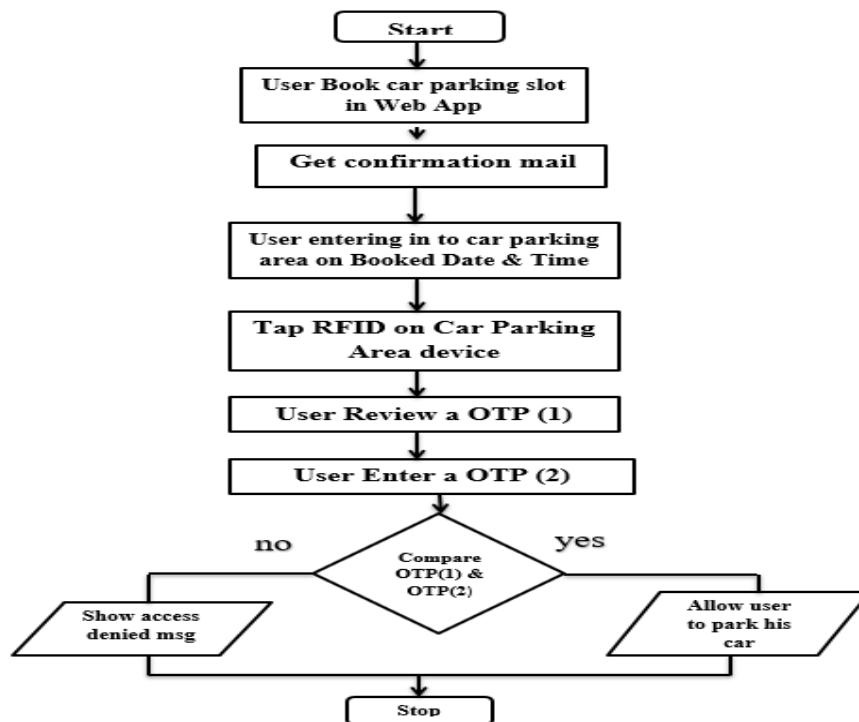 Start
User Book car parking slot
in Web App
Get confirmation mail
User entering in to car parking
area on Booked Date & Time
Tap RFID on Car Parking
Area device
User Review a OTP (1)
User Enter a OTP (2)
no
yes
Compare
OTP(1) &
OTP(2)
Show access
denied msg
Allow user
to park his
car
Stop